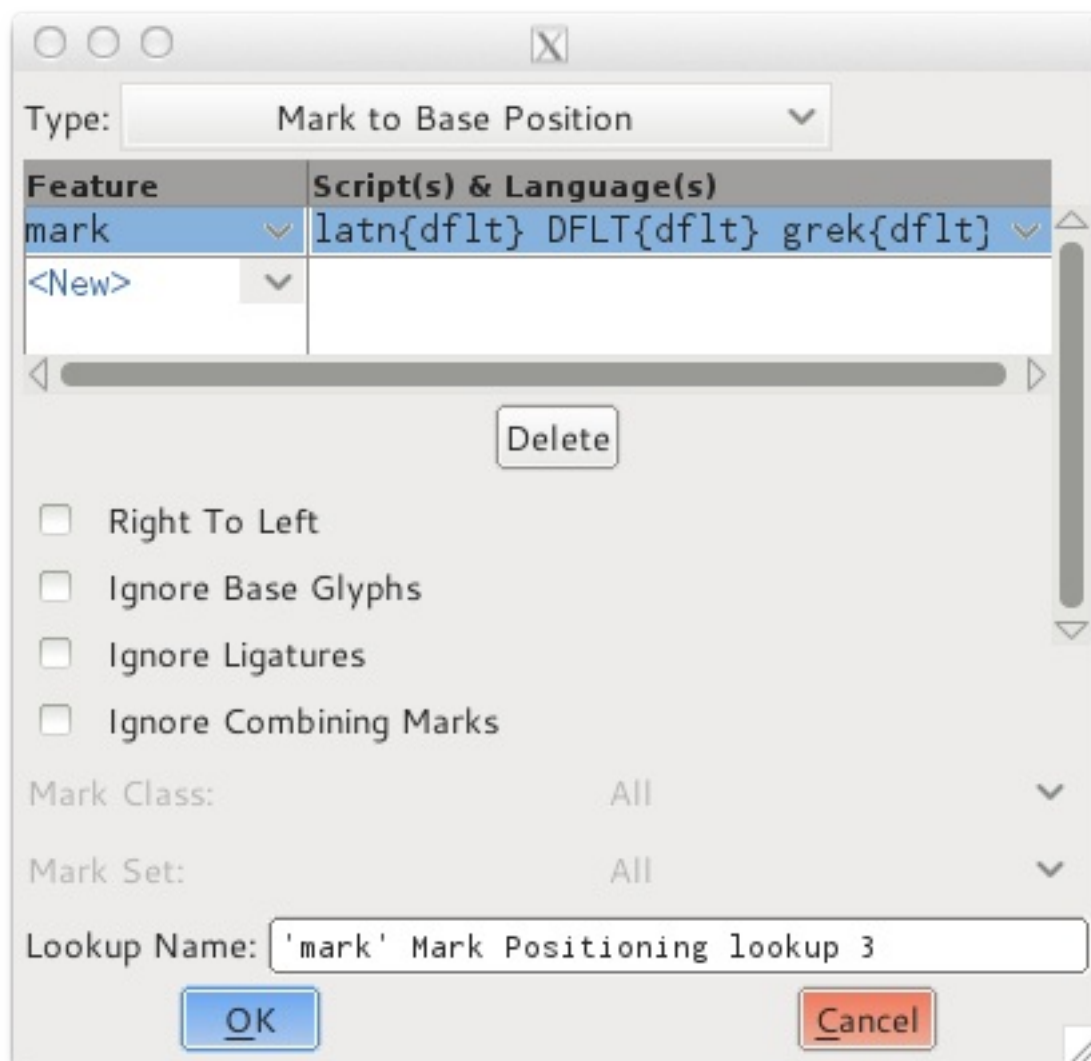 X
Type: Mark to Base Position
Feature Script(s) & Language(s)
mark latn{dflt} DFLT{dflt} grek{dflt}
<New>
Delete
Right To Left
Ignore Base Glyphs
Ignore Ligatures
Ignore Combining Marks
Mark Class: All
Mark Set: All
Lookup Name: 'mark' Mark Positioning lookup 3
OK Cancel